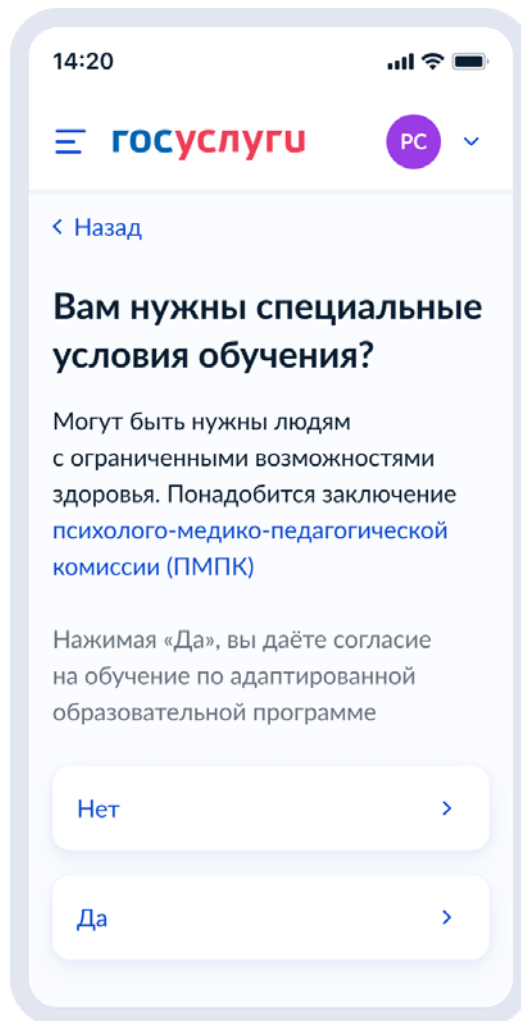 14:20
госуслуги
РС
Назад
Вам нужны специальные
условия обучения?
Могут быть нужны людям
с ограниченными возможностями
здоровья. Понадобится заключение
психолого-медико-педагогической
комиссии (ПМПК)
Нажимая «Да», вы даёте согласие
на обучение по адаптированной
образовательной программе
Нет
Да